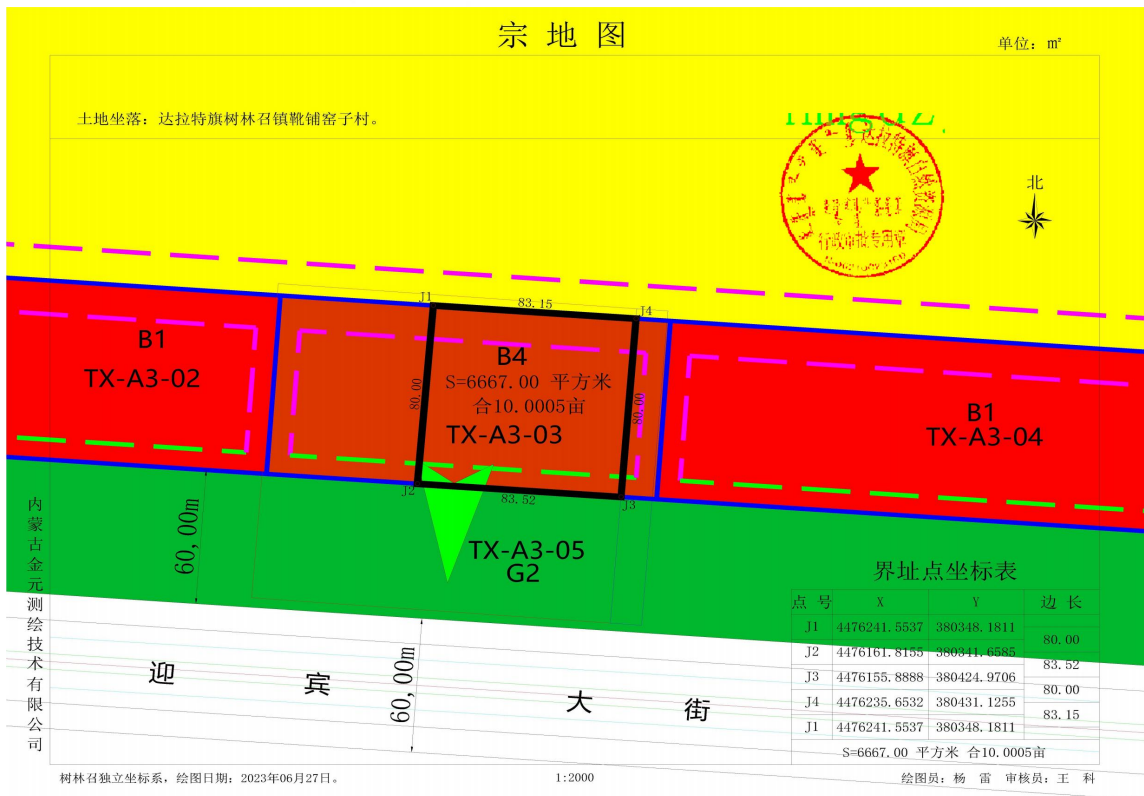 宗地图
单位：m²
土地坐落：达拉特旗树林召镇靴铺窑子村。
行政审批专用章
北
J1
83.15
J4
B1
TX-A3-02
80.00
B4
S=6667.00 平方米
合10.0005亩
TX-A3-03
80.00
B1
TX-A3-04
J2
83.52
J3
60,00m
TX-A3-05
G2
内蒙古金元测绘技术有限公司
60,00m
迎宾大街
界址点坐标表
点号 X Y 边长
J1 4476241.5537 380348.1811
80.00
J2 4476161.8155 380341.6585
83.52
J3 4476155.8888 380424.9706
80.00
J4 4476235.6532 380431.1255
83.15
J1 4476241.5537 380348.1811
S=6667.00 平方米 合10.0005亩
树林召独立坐标系，绘图日期：2023年06月27日。
1:2000
绘图员：杨 雷 审核员：王 科